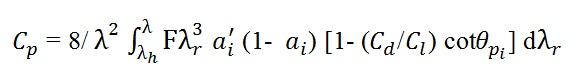 C_p = 8/ λ² ∫_{λ_h}^{λ} Fλ_r³ a_i′ (1- a_i) [1- (C_d/C_l) cotθ_{p_i}] dλ_r